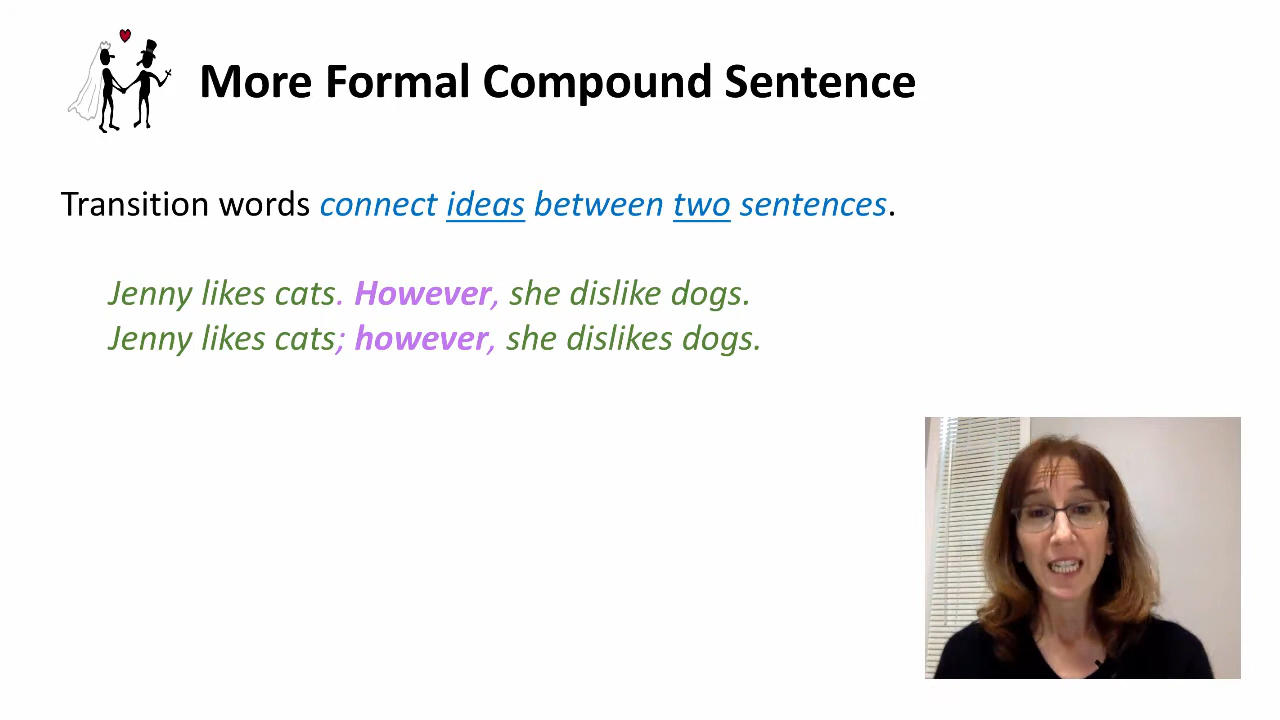 More Formal Compound Sentence
Transition words connect ideas between two sentences.
Jenny likes cats. However, she dislike dogs.
Jenny likes cats; however, she dislikes dogs.